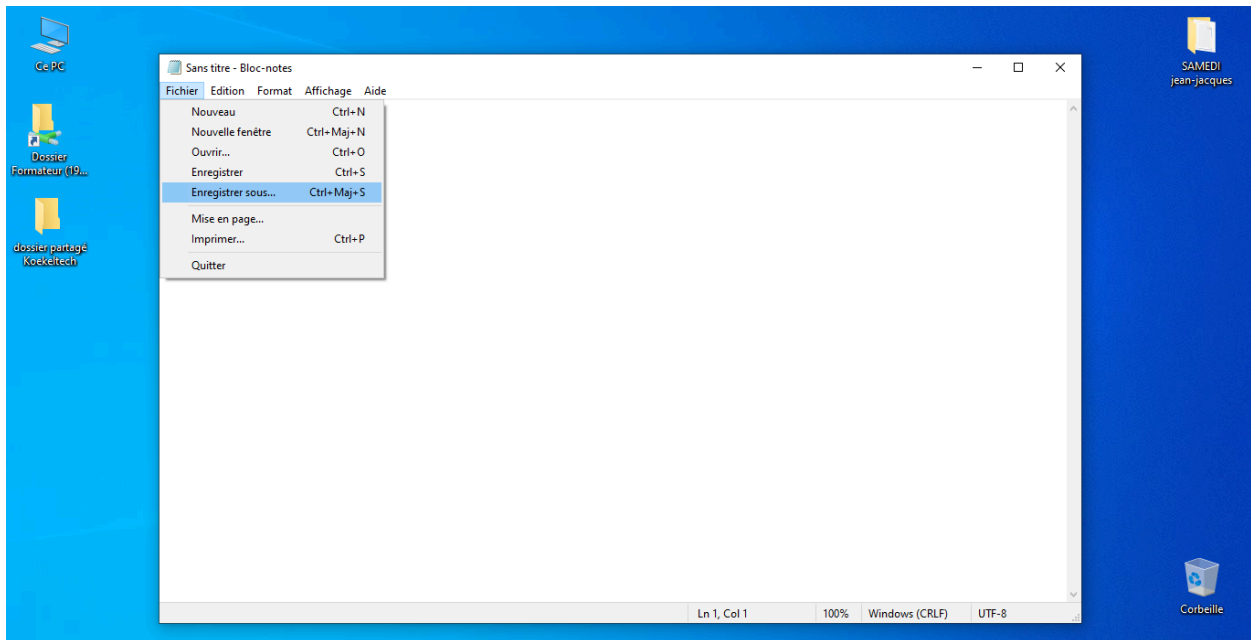 Ce PC
Dossier
Formateur (19...
dossier partagé
Koekeltech
Sans titre - Bloc-notes
Fichier Edition Format Affichage Aide
Nouveau Ctrl+N
Nouvelle fenêtre Ctrl+Maj+N
Ouvrir... Ctrl+O
Enregistrer Ctrl+S
Enregistrer sous... Ctrl+Maj+S
Mise en page...
Imprimer... Ctrl+P
Quitter
Ln 1, Col 1 100% Windows (CRLF) UTF-8
SAMEDI
jean-jacques
Corbeille